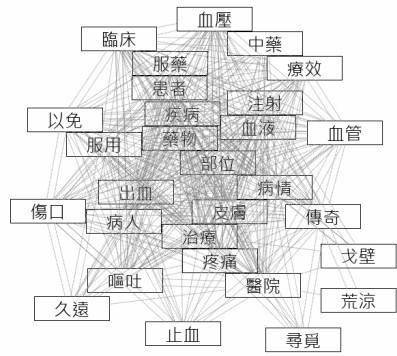 血壓
臨床
中藥
服藥
療效
患者
注射
疾病
以免
血液
血管
藥物
服用
部位
出血
病情
傷口
皮膚
傳奇
病人
治療
戈壁
疼痛
嘔吐
醫院
荒涼
久遠
止血
尋覓